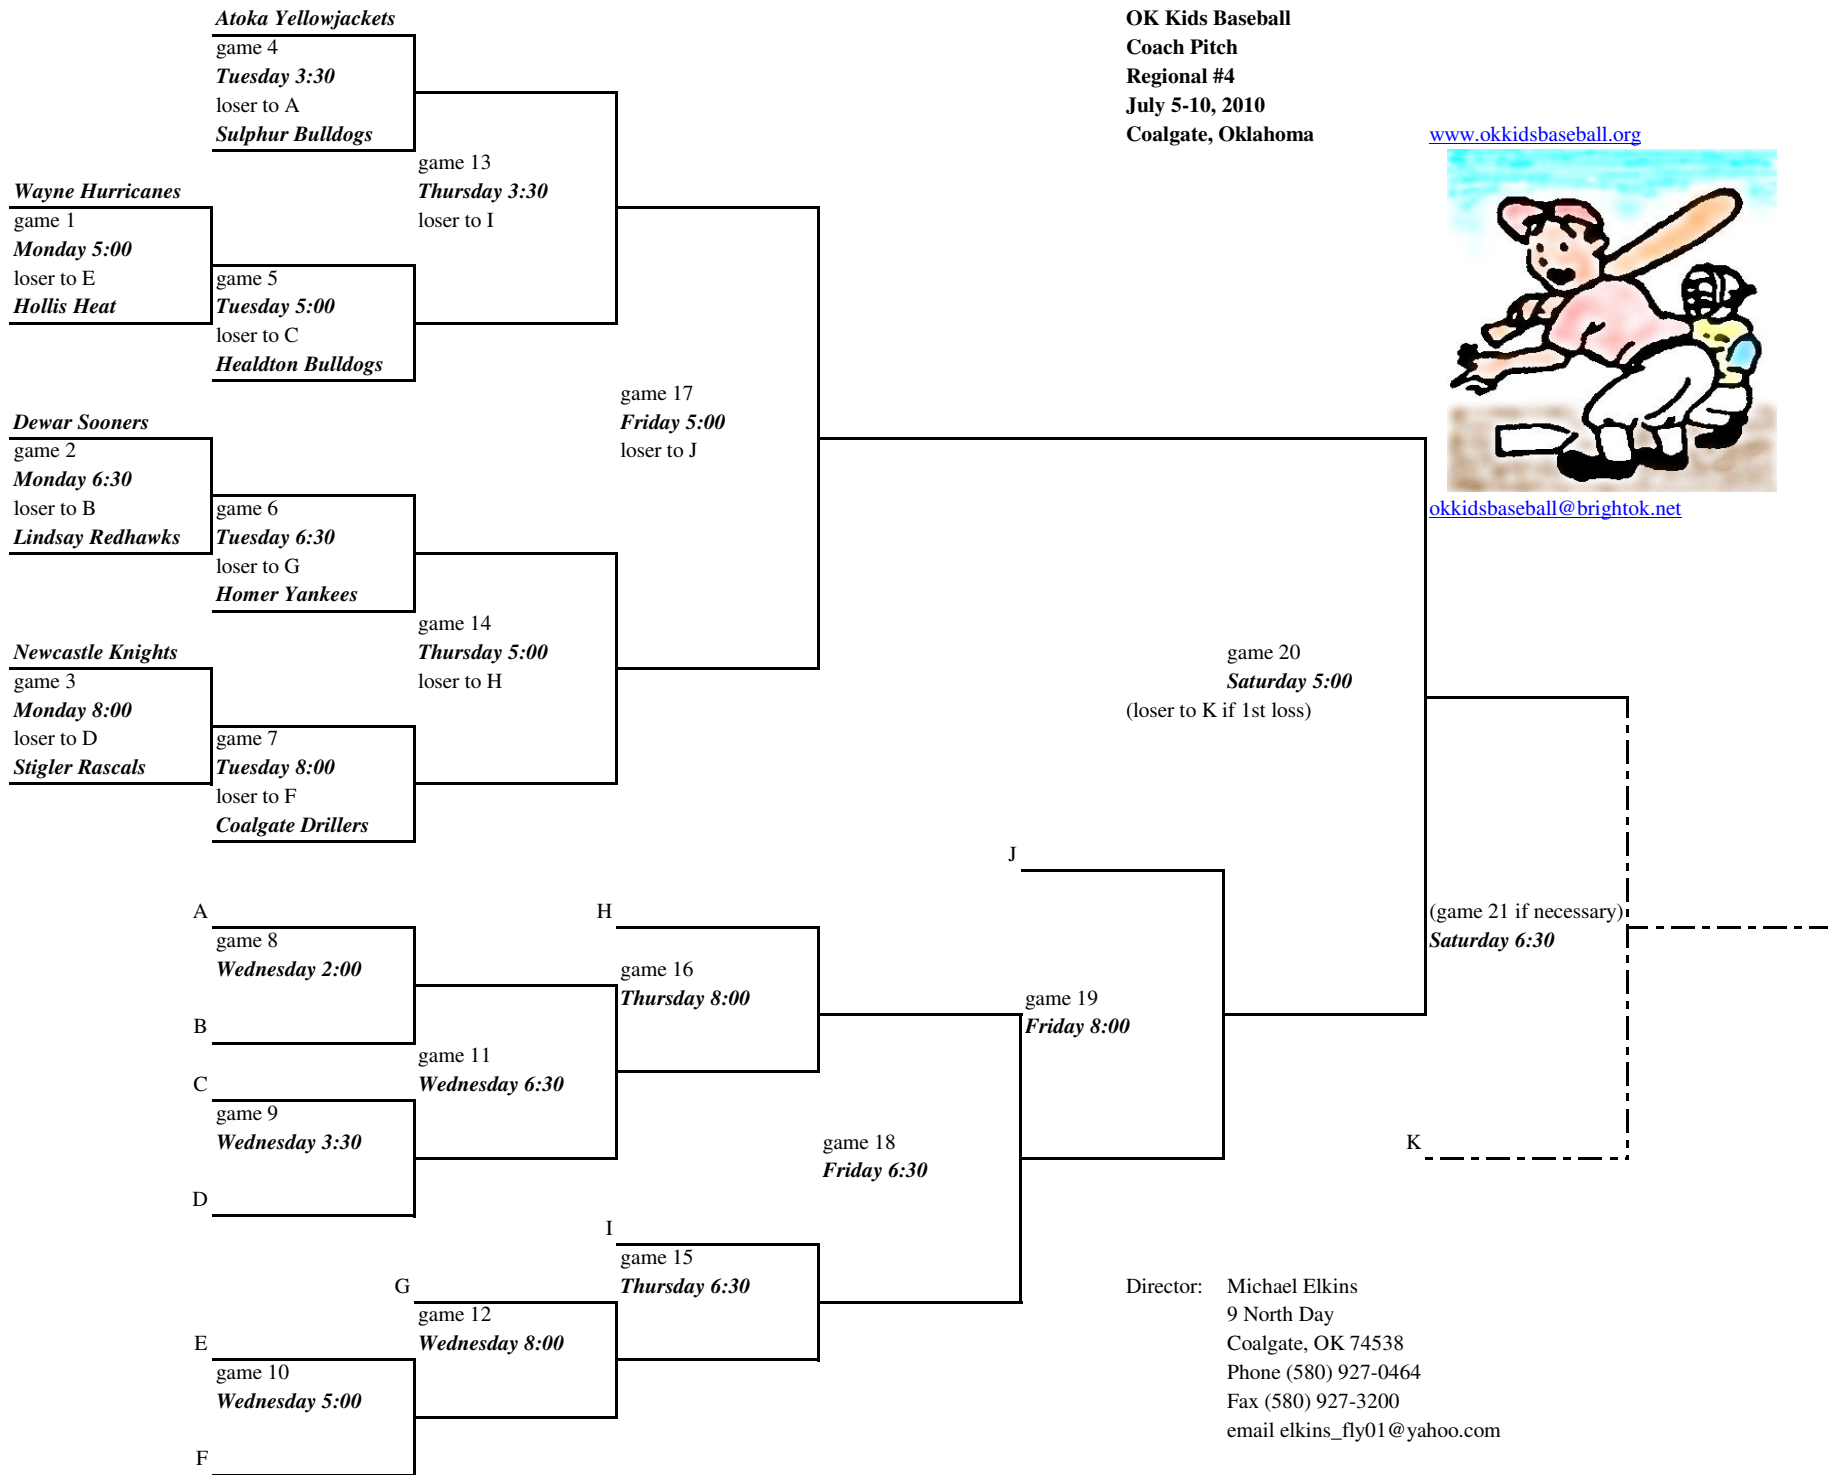 Atoka Yellowjackets
game 4
Tuesday 3:30
loser to A
Sulphur Bulldogs
game 13
Thursday 3:30
loser to I
Wayne Hurricanes
game 1
Monday 5:00
loser to E
Hollis Heat
game 5
Tuesday 5:00
loser to C
Healdton Bulldogs
game 17
Friday 5:00
loser to J
Dewar Sooners
game 2
Monday 6:30
loser to B
Lindsay Redhawks
game 6
Tuesday 6:30
loser to G
Homer Yankees
game 14
Thursday 5:00
loser to H
Newcastle Knights
game 3
Monday 8:00
loser to D
Stigler Rascals
game 7
Tuesday 8:00
loser to F
Coalgate Drillers
OK Kids Baseball
Coach Pitch
Regional #4
July 5-10, 2010
Coalgate, Oklahoma
www.okkidsbaseball.org
okkidsbaseball@brightok.net
game 20
Saturday 5:00
(loser to K if 1st loss)
J
A
game 8
Wednesday 2:00
B
C
game 9
Wednesday 3:30
D
game 11
Wednesday 6:30
H
game 16
Thursday 8:00
game 19
Friday 8:00
game 18
Friday 6:30
(game 21 if necessary)
Saturday 6:30
K
I
game 15
Thursday 6:30
G
game 12
Wednesday 8:00
E
game 10
Wednesday 5:00
F
Director: Michael Elkins
9 North Day
Coalgate, OK 74538
Phone (580) 927-0464
Fax (580) 927-3200
email elkins_fly01@yahoo.com